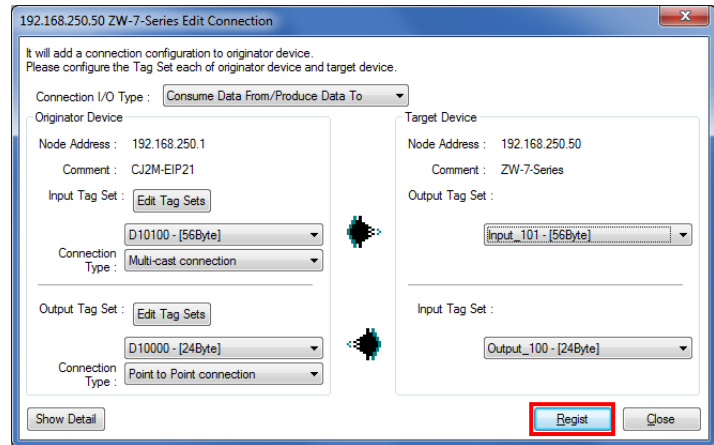 192.168.250.50 ZW-7-Series Edit Connection
It will add a connection configuration to originator device.
Please configure the Tag Set each of originator device and target device.
Connection I/O Type : Consume Data From/Produce Data To
Originator Device Target Device
Node Address : 192.168.250.1 Node Address : 192.168.250.50
Comment : CJ2M-EIP21 Comment : ZW-7-Series
Input Tag Set : Edit Tag Sets Output Tag Set :
D10100 - [56Byte] Input_101 - [56Byte]
Connection Type : Multi-cast connection
Output Tag Set : Edit Tag Sets Input Tag Set :
D10000 - [24Byte] Output_100 - [24Byte]
Connection Type : Point to Point connection
Show Detail Regist Close